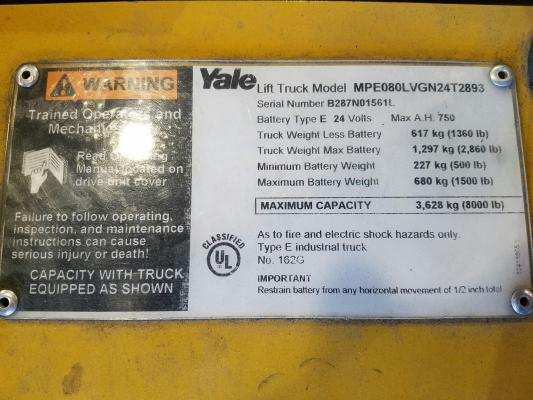 WARNING
Trained Operators and
Mechanics
Read Operating
Manual located on
drive unit cover
Failure to follow operating,
inspection, and maintenance
instructions can cause
serious injury or death!
CAPACITY WITH TRUCK
EQUIPPED AS SHOWN
Yale Lift Truck Model MPE080LVGN24T2893
Serial Number B287N01561L
Battery Type E 24 Volts Max A.H. 750
Truck Weight Less Battery 617 kg (1360 lb)
Truck Weight Max Battery 1,297 kg (2,860 lb)
Minimum Battery Weight 227 kg (500 lb)
Maximum Battery Weight 680 kg (1500 lb)
MAXIMUM CAPACITY 3,628 kg (8000 lb)
CLASSIFIED
UL
As to fire and electric shock hazards only.
Type E industrial truck
No. 162G
IMPORTANT
Restrain battery from any horizontal movement of 1/2 inch total